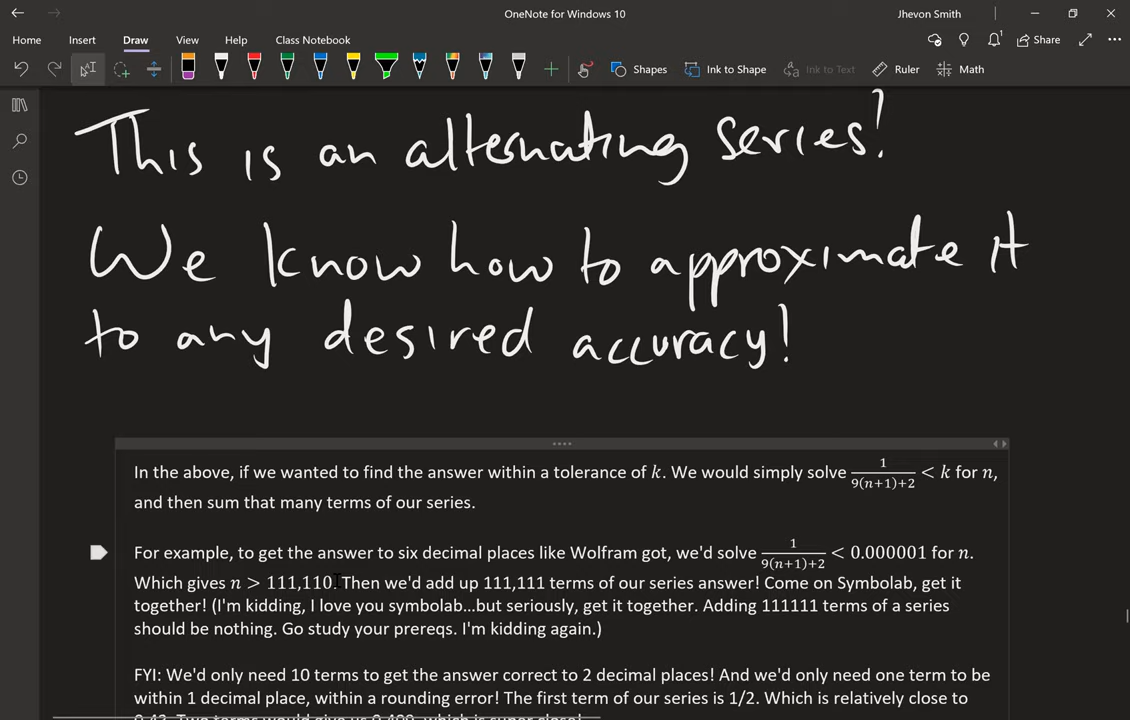 OneNote for Windows 10
Jhevon Smith
Home Insert Draw View Help Class Notebook
Share
Shapes Ink to Shape Ink to Text Ruler Math
This is an alternating series!
We know how to approximate it
to any desired accuracy!
In the above, if we wanted to find the answer within a tolerance of k. We would simply solve 1/(9(n+1)+2) < k for n,
and then sum that many terms of our series.
For example, to get the answer to six decimal places like Wolfram got, we'd solve 1/(9(n+1)+2) < 0.000001 for n.
Which gives n > 111,110. Then we'd add up 111,111 terms of our series answer! Come on Symbolab, get it
together! (I'm kidding, I love you symbolab...but seriously, get it together. Adding 111111 terms of a series
should be nothing. Go study your prereqs. I'm kidding again.)
FYI: We'd only need 10 terms to get the answer correct to 2 decimal places! And we'd only need one term to be
within 1 decimal place, within a rounding error! The first term of our series is 1/2. Which is relatively close to